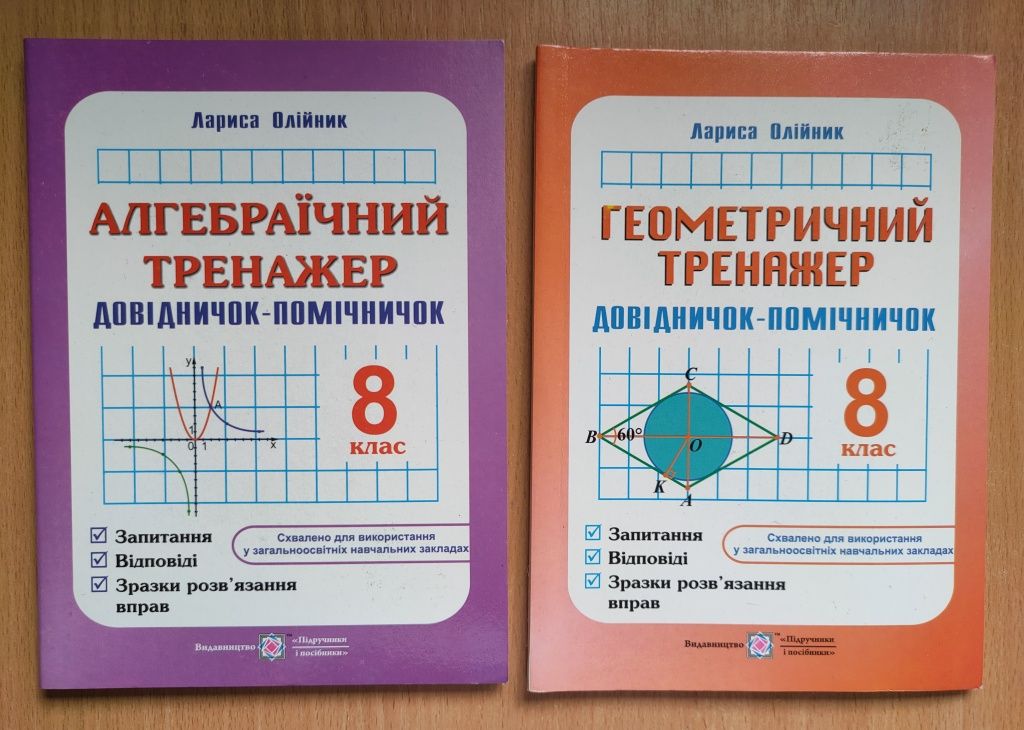 Лариса Олійник
АЛГЕБРАЇЧНИЙ
ТРЕНАЖЕР
ДОВІДНИЧОК-ПОМІЧНИЧОК
y
A
1
0 1
x
8
клас
Запитання
Відповіді
Зразки розв'язання
вправ
Схвалено для використання
у загальноосвітніх навчальних закладах
Видавництво
™
«Підручники
і посібники»
Лариса Олійник
ГЕОМЕТРИЧНИЙ
ТРЕНАЖЕР
ДОВІДНИЧОК-ПОМІЧНИЧОК
C
B
60°
O
D
K
A
8
клас
Запитання
Відповіді
Зразки розв'язання
вправ
Схвалено для використання
у загальноосвітніх навчальних закладах
Видавництво
™
«Підручники
і посібники»